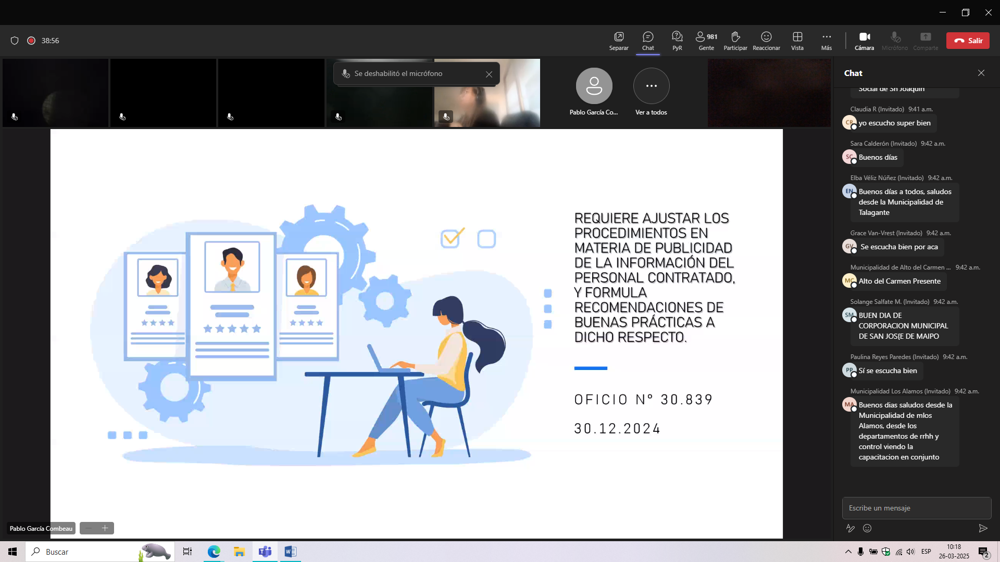 38:56
Separar
Chat
PyR
981
Gente
Participar
Reaccionar
Vista
Más
Cámara
Micrófono
Comparte
Salir
Se deshabilitó el micrófono
Pablo García Co...
Ver a todos
REQUIERE AJUSTAR LOS
PROCEDIMIENTOS EN
MATERIA DE PUBLICIDAD
DE LA INFORMACIÓN DEL
PERSONAL CONTRATADO,
Y FORMULA
RECOMENDACIONES DE
BUENAS PRÁCTICAS A
DICHO RESPECTO.
OFICIO N° 30.839
30.12.2024
Pablo García Combeau
Chat
Social de Sn Joaquin
Claudia R (Invitado) 9:41 a.m.
CR
yo escucho super bien
Sara Calderón (Invitado) 9:42 a.m.
SC
Buenos días
Elba Véliz Núñez (Invitado) 9:42 a.m.
EN
Buenos días a todos, saludos
desde la Municipalidad de
Talagante
Grace Van-Vrest (Invitado) 9:42 a.m.
GV
Se escucha bien por aca
Municipalidad de Alto del Carmen ... 9:42 a.m.
MC
Alto del Carmen Presente
Solange Salfate M. (Invitado) 9:42 a.m.
SM
BUEN DIA DE
CORPORACION MUNICIPAL
DE SAN JOS{E DE MAIPO
Paulina Reyes Paredes (Invitado) 9:42 a.m.
PP
Sí se escucha bien
Municipalidad Los Alamos (Invitado) 9:42 a.m.
MA
Buenos dias saludos desde la
Municipalidad de mlos
Alamos, desde los
departamentos de rrhh y
control viendo la
capacitacion en conjunto
Escribe un mensaje
Buscar
ESP
10:18
26-03-2025
2